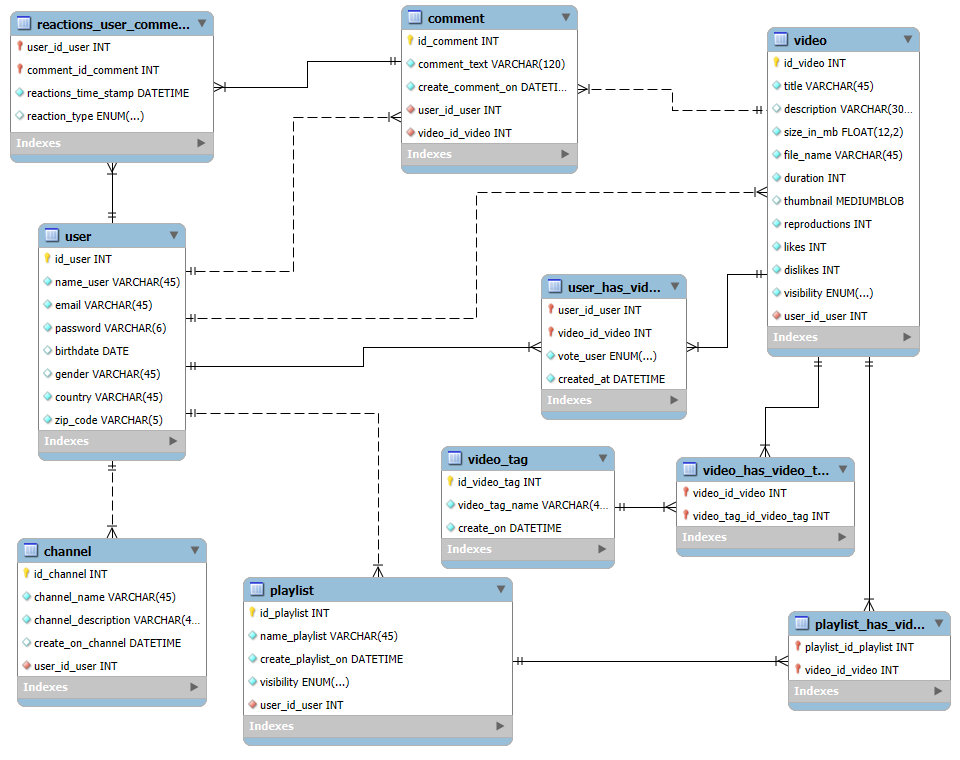 reactions_user_comme...
user_id_user INT
comment_id_comment INT
reactions_time_stamp DATETIME
reaction_type ENUM(...)
Indexes
comment
id_comment INT
comment_text VARCHAR(120)
create_comment_on DATETI...
user_id_user INT
video_id_video INT
Indexes
video
id_video INT
title VARCHAR(45)
description VARCHAR(30...
size_in_mb FLOAT(12,2)
file_name VARCHAR(45)
duration INT
thumbnail MEDIUMBLOB
reproductions INT
likes INT
dislikes INT
visibility ENUM(...)
user_id_user INT
Indexes
user
id_user INT
name_user VARCHAR(45)
email VARCHAR(45)
password VARCHAR(6)
birthdate DATE
gender VARCHAR(45)
country VARCHAR(45)
zip_code VARCHAR(5)
Indexes
user_has_vid...
user_id_user INT
video_id_video INT
vote_user ENUM(...)
created_at DATETIME
Indexes
video_tag
id_video_tag INT
video_tag_name VARCHAR(4...
create_on DATETIME
Indexes
video_has_video_t...
video_id_video INT
video_tag_id_video_tag INT
Indexes
channel
id_channel INT
channel_name VARCHAR(45)
channel_description VARCHAR(4...
create_on_channel DATETIME
user_id_user INT
Indexes
playlist
id_playlist INT
name_playlist VARCHAR(45)
create_playlist_on DATETIME
visibility ENUM(...)
user_id_user INT
Indexes
playlist_has_vid...
playlist_id_playlist INT
video_id_video INT
Indexes